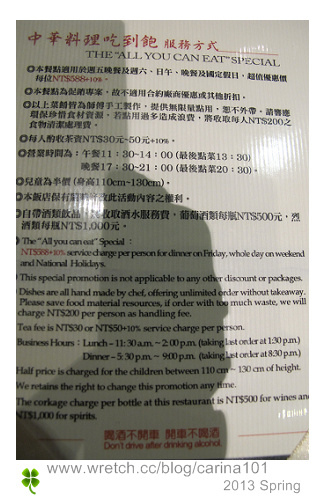 中華料理吃到飽 服務方式
THE "ALL YOU CAN EAT" SPECIAL
本餐點適用於週五晚餐及週六、日午、晚餐及國定假日，超值優惠價
每位NT$588+10%。
本餐點為促銷專案，故不適用合約廠商優惠或其他折扣。
以上菜餚皆為師傅手工製作，提供無限量點用，恕不外帶。請響應
環保珍惜食材資源，若點用過多造成浪費，將收取每人NT$200之
食物清潔處理費。
每人酌收茶資NT$30元~50元+10%。
營業時間為：午餐11:30~14:00 (最後點菜13:30)
晚餐17:30~21:00 (最後點菜20:30)。
兒童為半價 (身高110cm~130cm)。
本飯店保有活動之權利。
自帶酒類飲品收取酒水服務費，葡萄酒類每瓶NT$500元，烈
酒類每瓶NT$1,000元。
The "All you can eat" Special：
NT$588+10% service charge per person for dinner on Friday, whole day on weekend
and National Holidays.
This special promotion is not applicable to any other discount or packages.
Dishes are all hand made by chef, offering unlimited order without takeaway.
Please save food material resources, if order with too much waste, we will
charge NT$200 per person as handling fee.
Tea fee is NT$30 or NT$50+10% service charge per person.
Business Hours：Lunch – 11:30 a.m. ~ 2:00 p.m. (taking last order at 1:30 p.m.)
Dinner – 5:30 p.m. ~ 9:00 p.m. (taking last order at 8:30 p.m.)
Half price is charged for the children between 110 cm ~ 130 cm of height.
We retains the right to change this promotion any time.
The corkage charge per bottle at this restaurant is NT$500 for wines and
NT$1,000 for spirits.
喝酒不開車 開車不喝酒
Don't drive after drinking alcohol.
www.wretch.cc/blog/carina101
2013 Spring